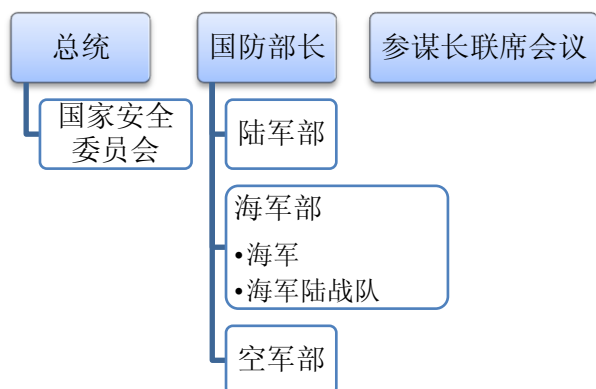 总统
国防部长
参谋长联席会议
国家安全
委员会
陆军部
海军部
•海军
•海军陆战队
空军部